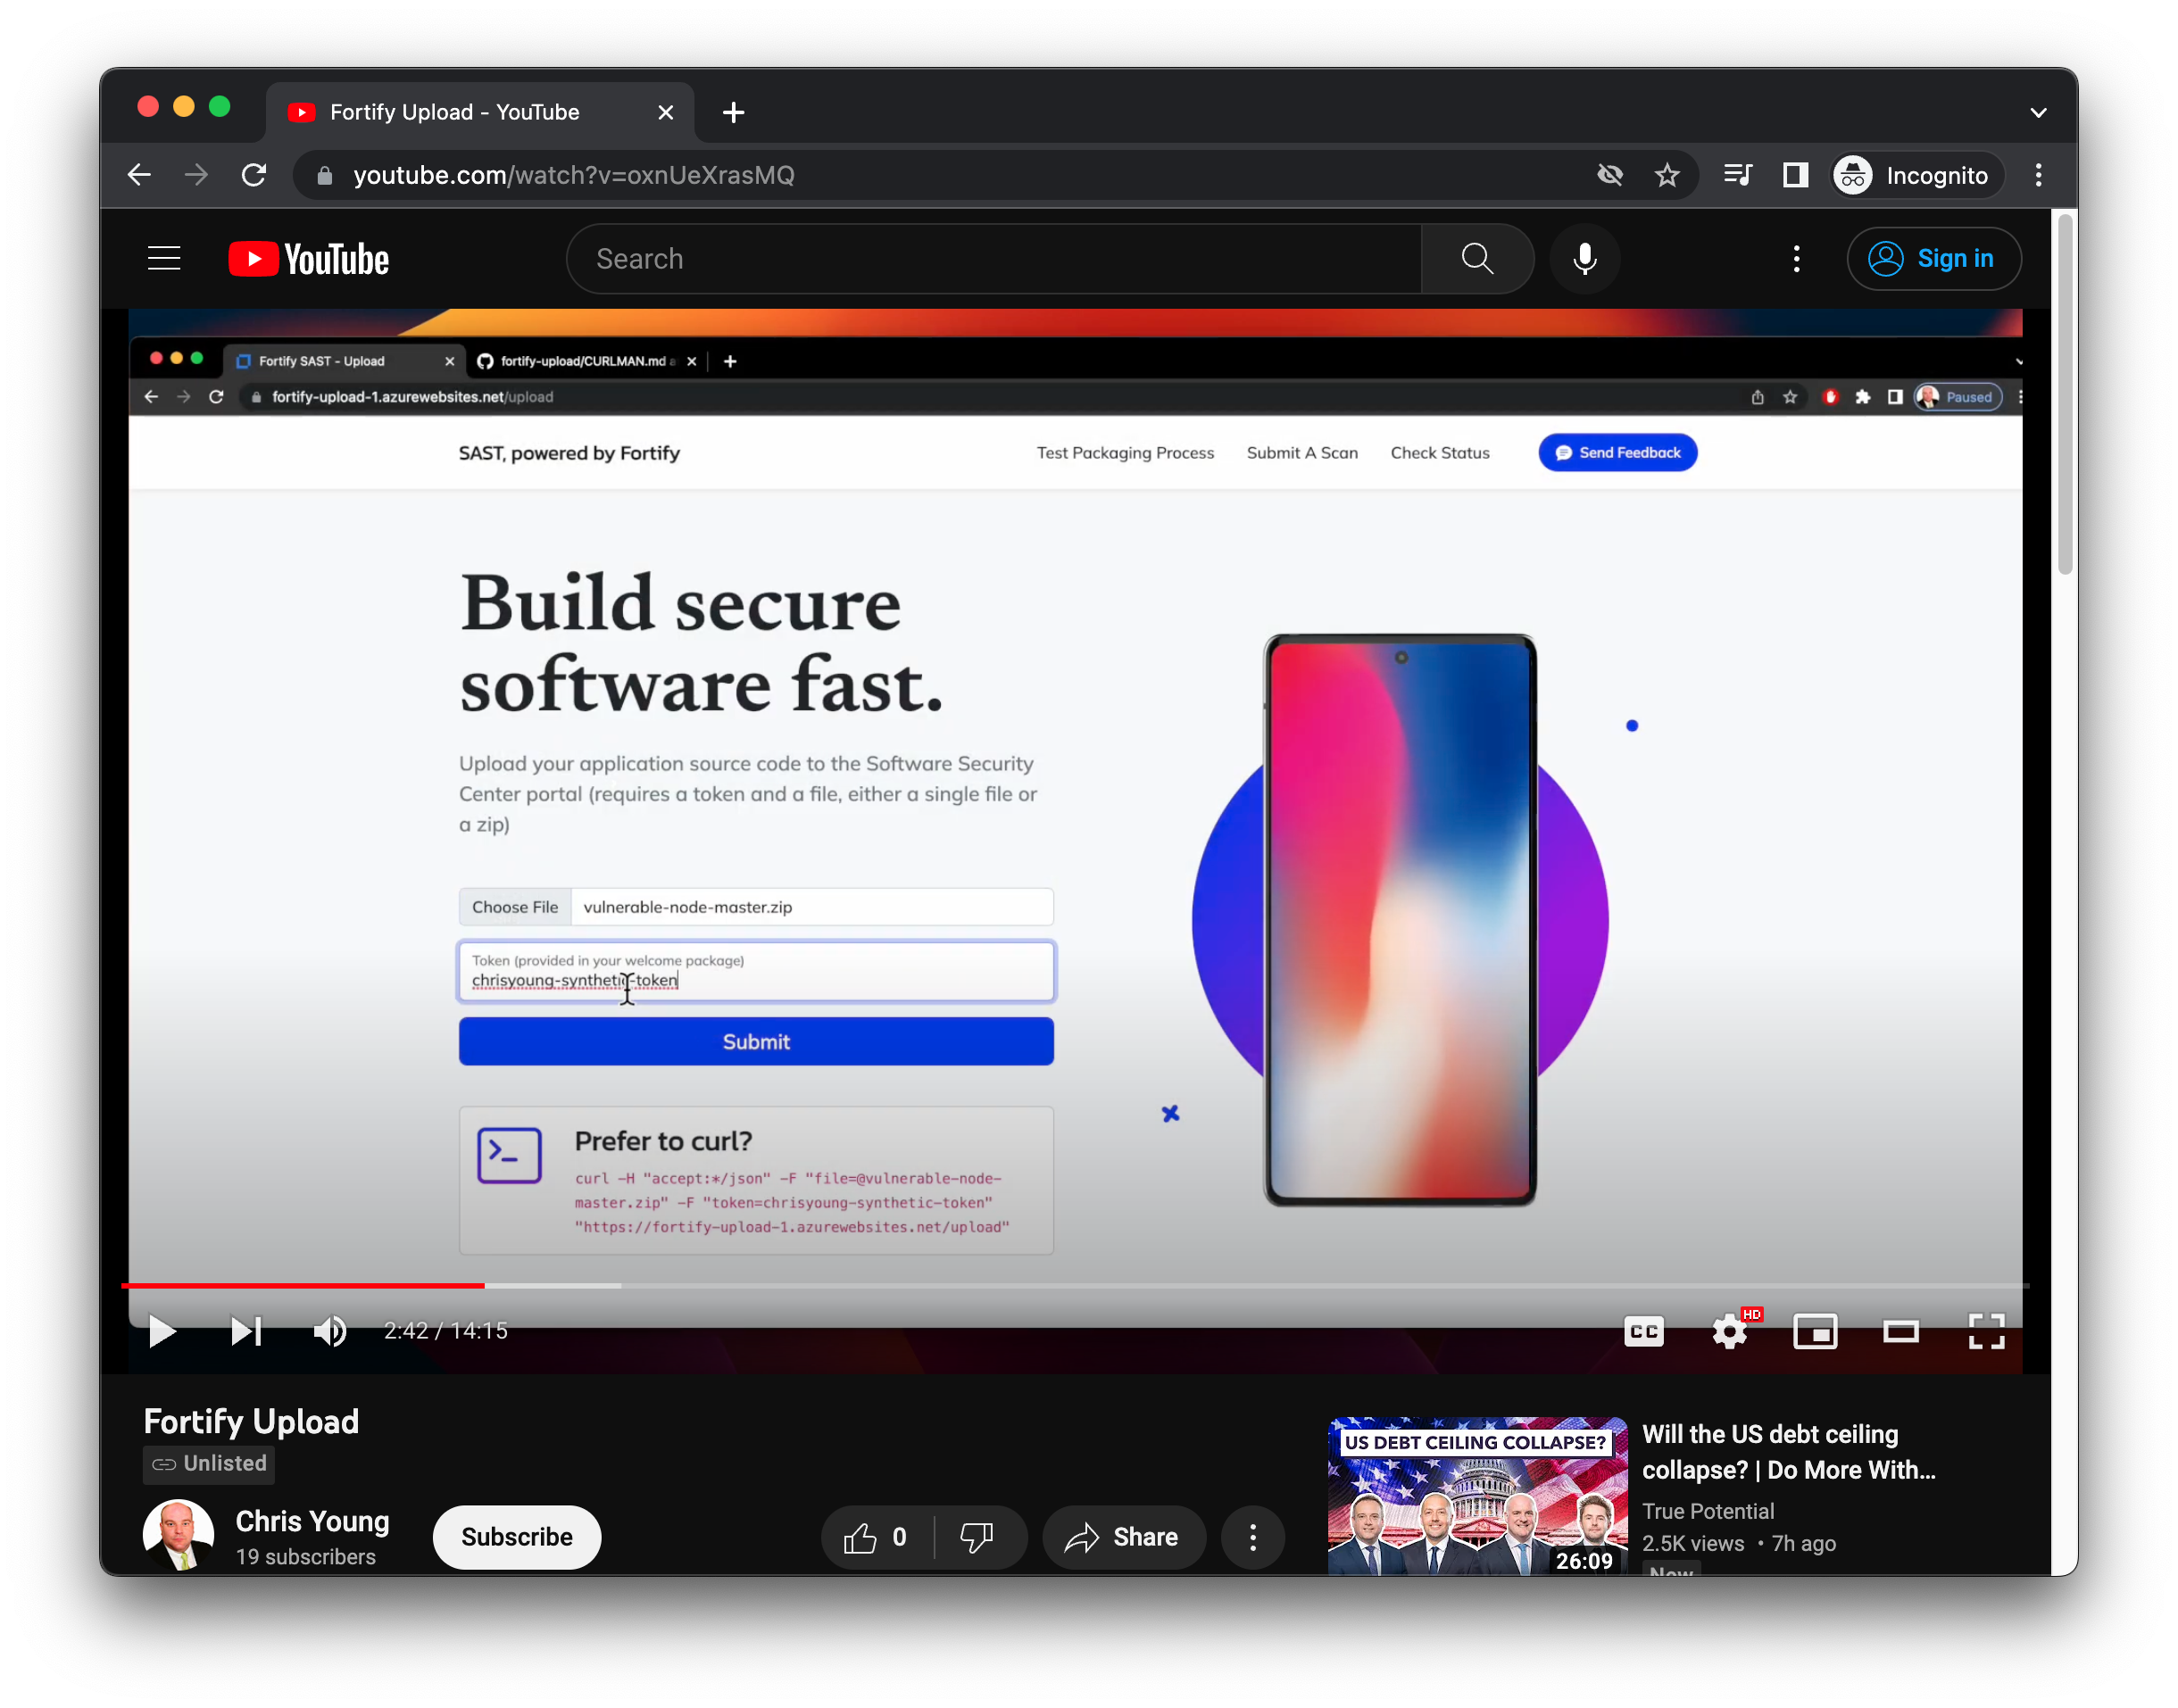 Fortify Upload - YouTube
youtube.com/watch?v=oxnUeXrasMQ
Incognito
YouTube
Search
Sign in
Fortify SAST - Upload
fortify-upload/CURLMAN.md
fortify-upload-1.azurewebsites.net/upload
Paused
SAST, powered by Fortify
Test Packaging Process
Submit A Scan
Check Status
Send Feedback
Build secure
software fast.
Upload your application source code to the Software Security
Center portal (requires a token and a file, either a single file or
a zip)
Choose File
vulnerable-node-master.zip
Token (provided in your welcome package)
chrisyoung-synthetic-token
Submit
Prefer to curl?
curl -H "accept:*/json" -F "file=@vulnerable-node-
master.zip" -F "token=chrisyoung-synthetic-token"
"https://fortify-upload-1.azurewebsites.net/upload"
2:42 / 14:15
CC
HD
Fortify Upload
Unlisted
Chris Young
19 subscribers
Subscribe
0
Share
US DEBT CEILING COLLAPSE?
26:09
Will the US debt ceiling
collapse? | Do More With...
True Potential
2.5K views • 7h ago
New